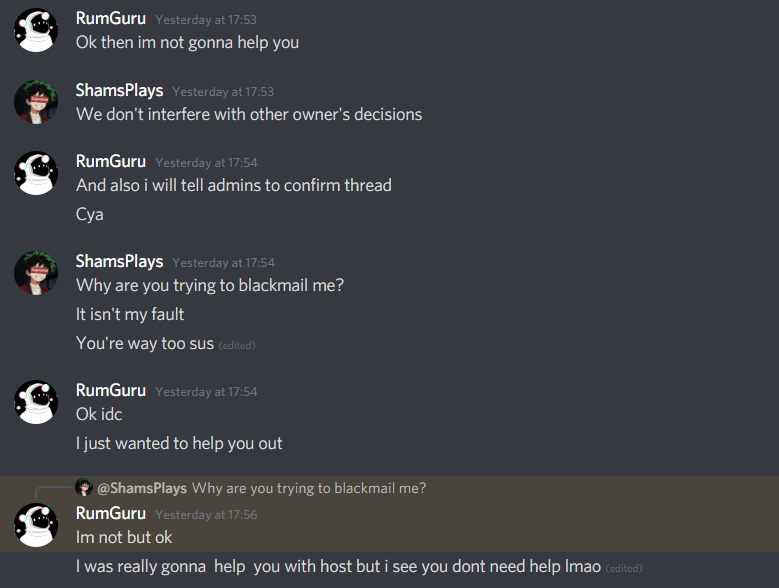 RumGuru Yesterday at 17:53
Ok then im not gonna help you
ShamsPlays Yesterday at 17:53
We don't interfere with other owner's decisions
RumGuru Yesterday at 17:54
And also i will tell admins to confirm thread
Cya
ShamsPlays Yesterday at 17:54
Why are you trying to blackmail me?
It isn't my fault
You're way too sus (edited)
RumGuru Yesterday at 17:54
Ok idc
I just wanted to help you out
@ShamsPlays Why are you trying to blackmail me?
RumGuru Yesterday at 17:56
Im not but ok
I was really gonna help you with host but i see you dont need help lmao (edited)